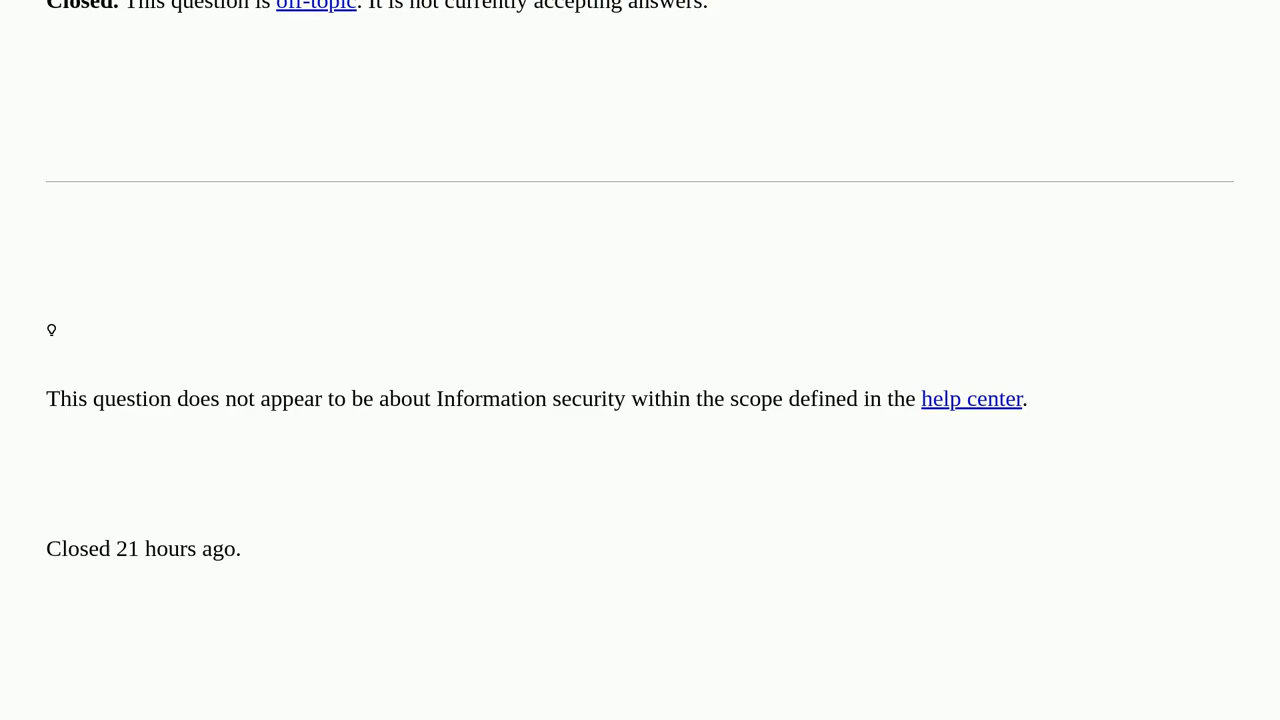 Closed. This question is off-topic. It is not currently accepting answers.
This question does not appear to be about Information security within the scope defined in the help center.
Closed 21 hours ago.